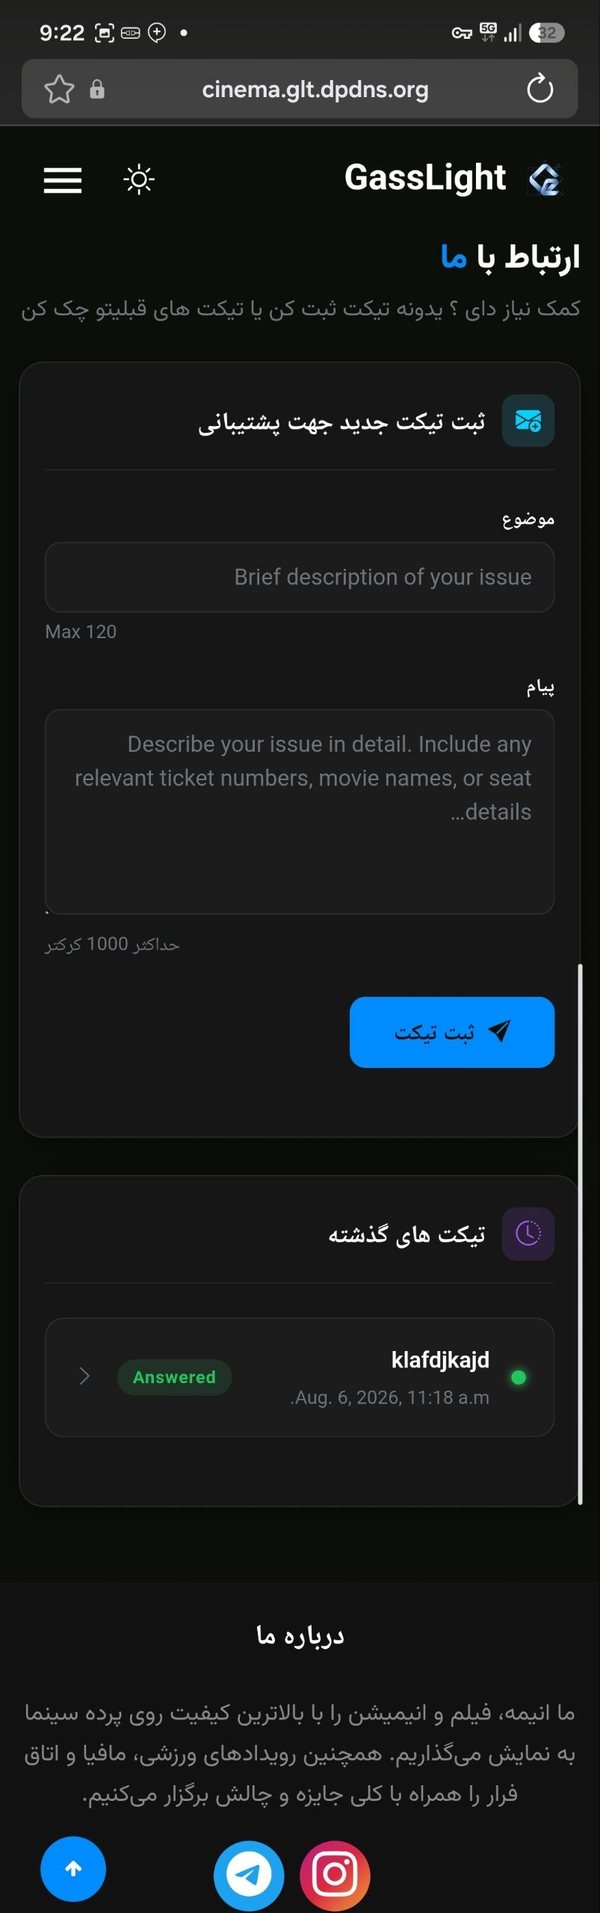 9:22
5G
32
cinema.glt.dpdns.org
GassLight
ارتباط با ما
کمک نیاز دای ؟ یدونه تیکت ثبت کن یا تیکت های قبلیتو چک کن
ثبت تیکت جدید جهت پشتیبانی
موضوع
Brief description of your issue
Max 120
پیام
Describe your issue in detail. Include any
relevant ticket numbers, movie names, or seat
...details
حداکثر 1000 کرکتر
ثبت تیکت
تیکت های گذشته
klafdjkajd
Answered
.Aug. 6, 2026, 11:18 a.m
درباره ما
ما انیمه، فیلم و انیمیشن را با بالاترین کیفیت روی پرده سینما
به نمایش می‌گذاریم. همچنین رویدادهای ورزشی، مافیا و اتاق
فرار را همراه با کلی جایزه و چالش برگزار می‌کنیم.